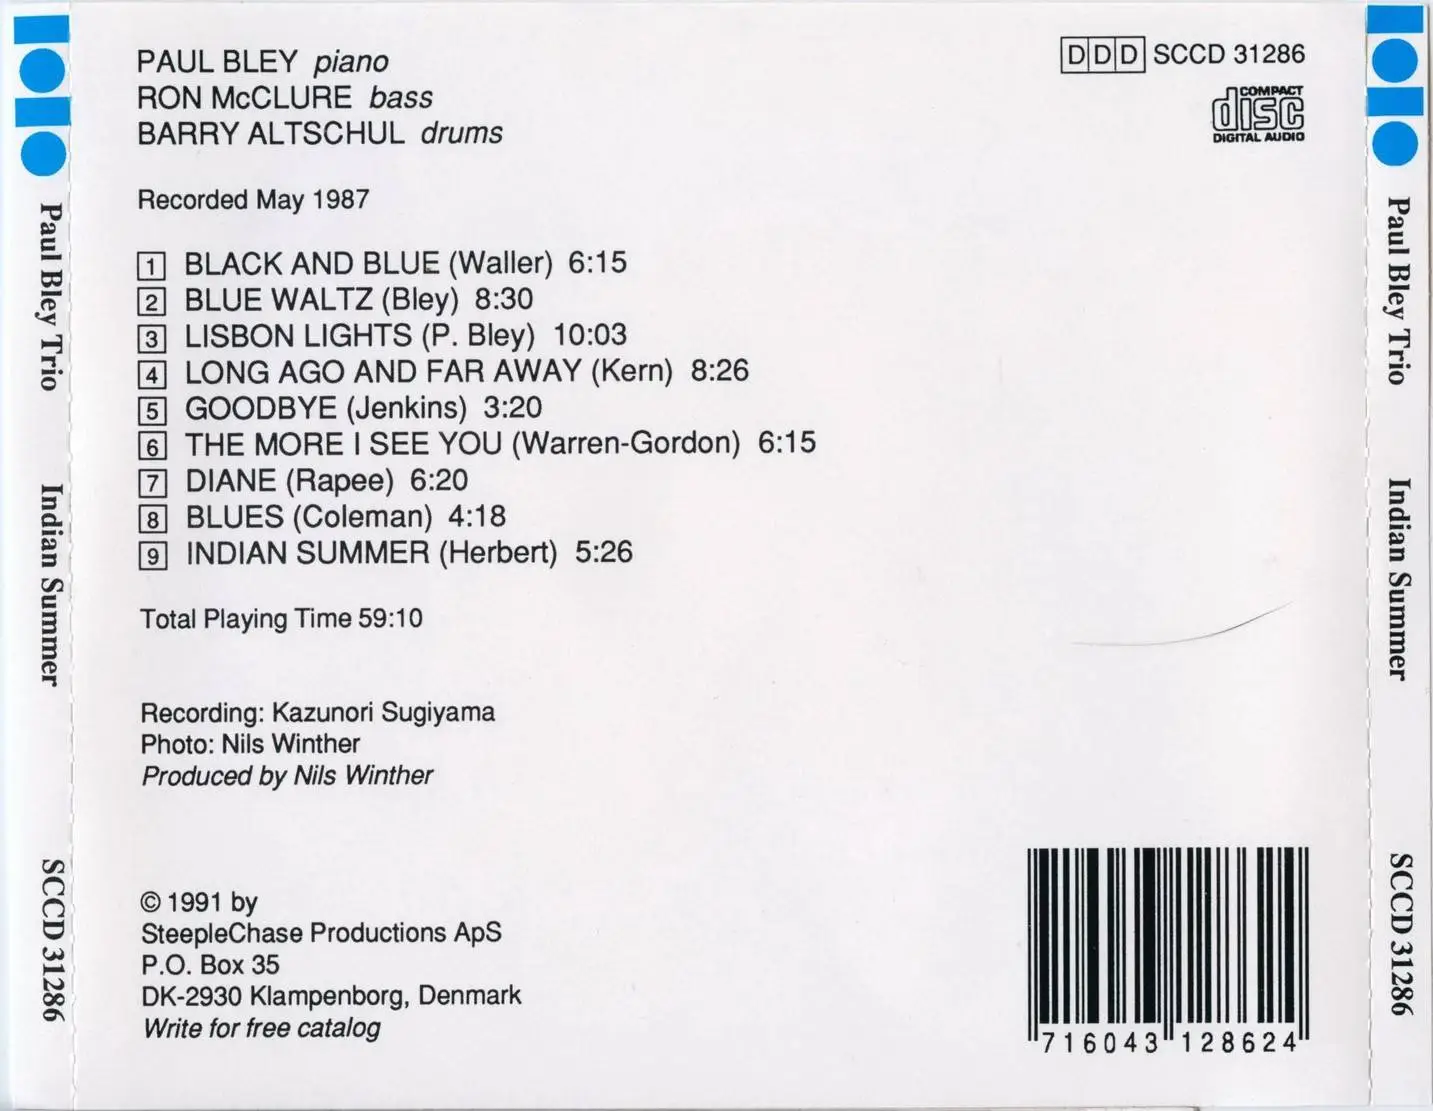 PAUL BLEY piano
RON McCLURE bass
BARRY ALTSCHUL drums
DDD SCCD 31286
COMPACT
disc
DIGITAL AUDIO
Recorded May 1987
1 BLACK AND BLUE (Waller) 6:15
2 BLUE WALTZ (Bley) 8:30
3 LISBON LIGHTS (P. Bley) 10:03
4 LONG AGO AND FAR AWAY (Kern) 8:26
5 GOODBYE (Jenkins) 3:20
6 THE MORE I SEE YOU (Warren-Gordon) 6:15
7 DIANE (Rapee) 6:20
8 BLUES (Coleman) 4:18
9 INDIAN SUMMER (Herbert) 5:26
Total Playing Time 59:10
Recording: Kazunori Sugiyama
Photo: Nils Winther
Produced by Nils Winther
© 1991 by
SteepleChase Productions ApS
P.O. Box 35
DK-2930 Klampenborg, Denmark
Write for free catalog
716043 128624
Paul Bley Trio Indian Summer SCCD 31286
Paul Bley Trio Indian Summer SCCD 31286